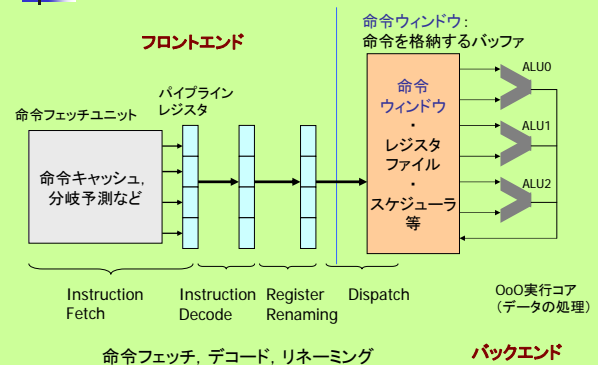 フロントエンド
命令ウィンドウ：
命令を格納するバッファ
命令フェッチユニット
パイプライン
レジスタ
命令キャッシュ，
分岐予測など
命令
ウィンドウ
・
レジスタ
ファイル
・
スケジューラ
等
ALU0
ALU1
ALU2
Instruction
Fetch
Instruction
Decode
Register
Renaming
Dispatch
OoO実行コア
（データの処理）
命令フェッチ，デコード，リネーミング
バックエンド